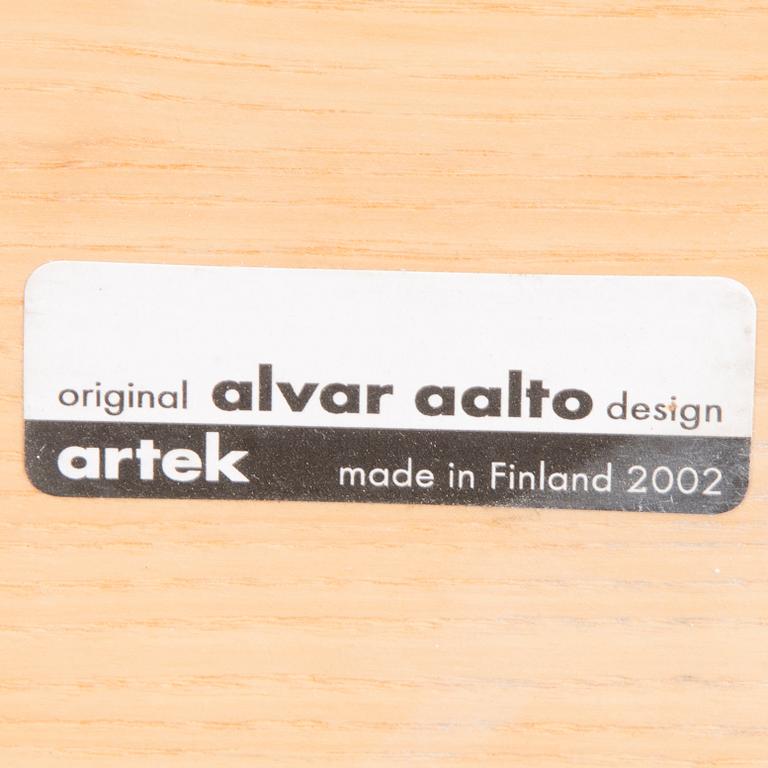 original alvar aalto design
artek made in Finland 2002